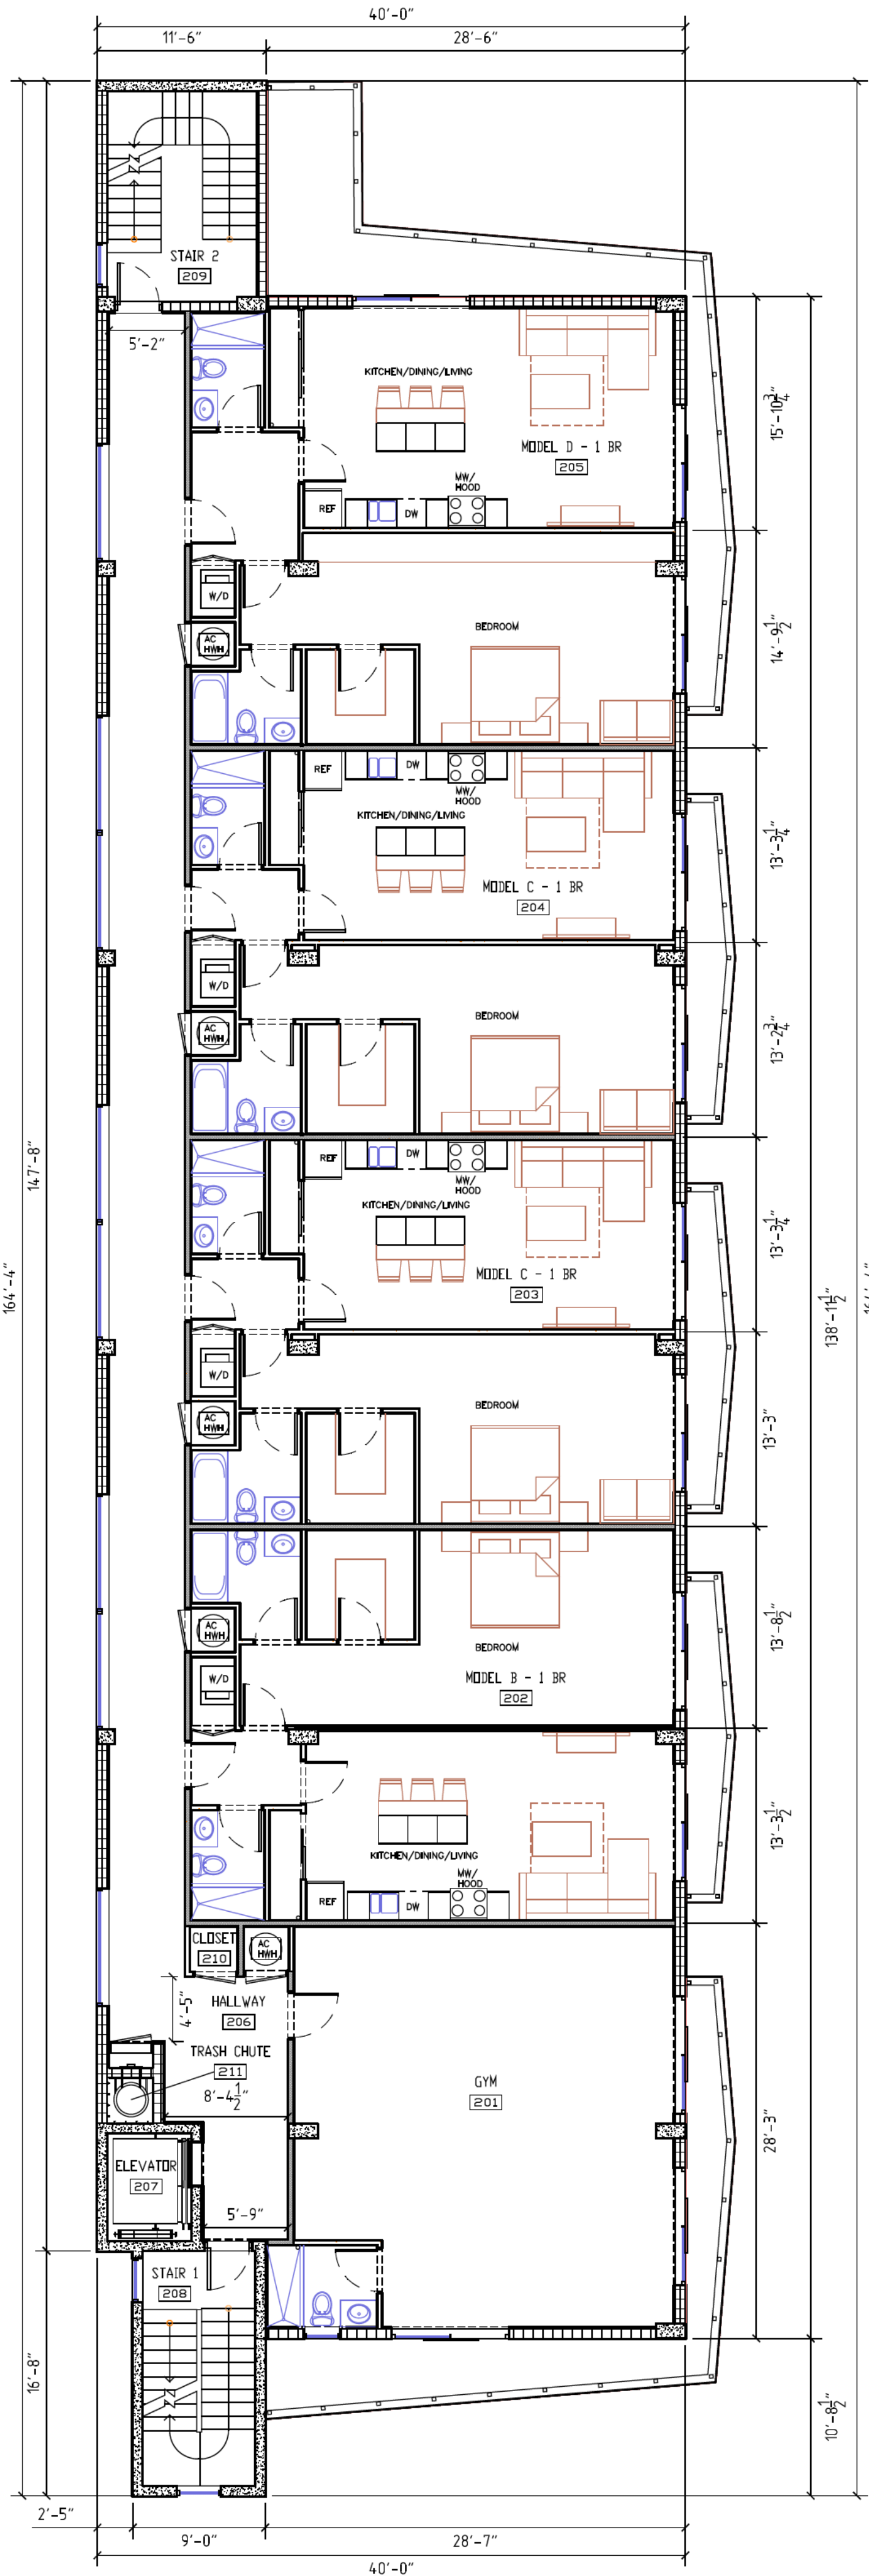 40'-0"
11'-6"
28'-6"
STAIR 2
209
5'-2"
KITCHEN/DINING/LIVING
MODEL D - 1 BR
205
MW/
HOOD
REF
DW
15'-10 3/4"
W/D
AC
HWH
BEDROOM
14'-9 1/2"
REF
DW
MW/
HOOD
KITCHEN/DINING/LIVING
MODEL C - 1 BR
204
13'-3 1/4"
W/D
AC
HWH
BEDROOM
13'-2 3/4"
147'-8"
164'-4"
REF
DW
MW/
HOOD
KITCHEN/DINING/LIVING
MODEL C - 1 BR
203
13'-3 1/4"
138'-11 1/2"
164'-4"
W/D
AC
HWH
BEDROOM
13'-3"
AC
HWH
W/D
BEDROOM
MODEL B - 1 BR
202
13'-8 1/2"
KITCHEN/DINING/LIVING
MW/
HOOD
REF
DW
13'-3 1/2"
CLOSET
210
AC
HWH
4'-5"
HALLWAY
206
TRASH CHUTE
211
8'-4 1/2"
GYM
201
28'-3"
ELEVATOR
207
5'-9"
STAIR 1
208
16'-8"
10'-8 1/2"
2'-5"
9'-0"
28'-7"
40'-0"